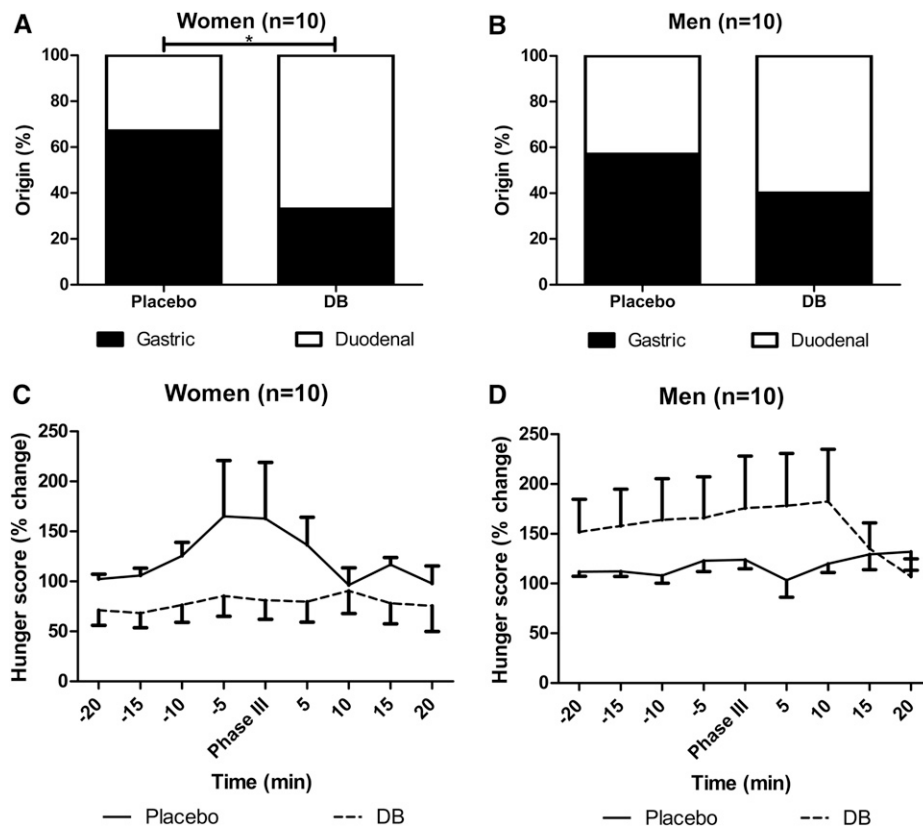 A
Women (n=10)
*
Origin (%)
100
80
60
40
20
0
Placebo
DB
Gastric
Duodenal
B
Men (n=10)
Origin (%)
100
80
60
40
20
0
Placebo
DB
Gastric
Duodenal
C
Women (n=10)
Hunger score (% change)
250
200
150
100
50
0
-20
-15
-10
-5
Phase III
5
10
15
20
Time (min)
Placebo
DB
D
Men (n=10)
Hunger score (% change)
250
200
150
100
50
0
-20
-15
-10
-5
Phase III
5
10
15
20
Time (min)
Placebo
DB